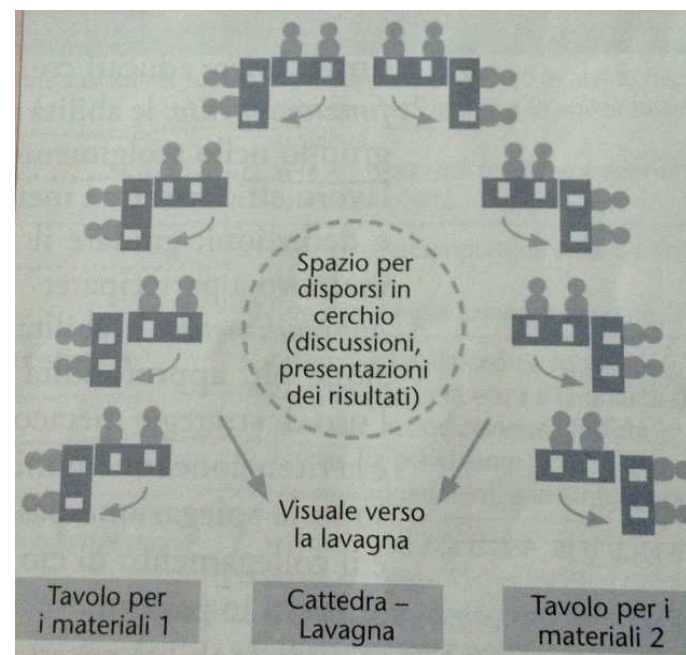 Spazio per
disporsi in
cerchio
(discussioni,
presentazioni
dei risultati)
Visuale verso
la lavagna
Tavolo per
i materiali 1
Cattedra –
Lavagna
Tavolo per i
materiali 2